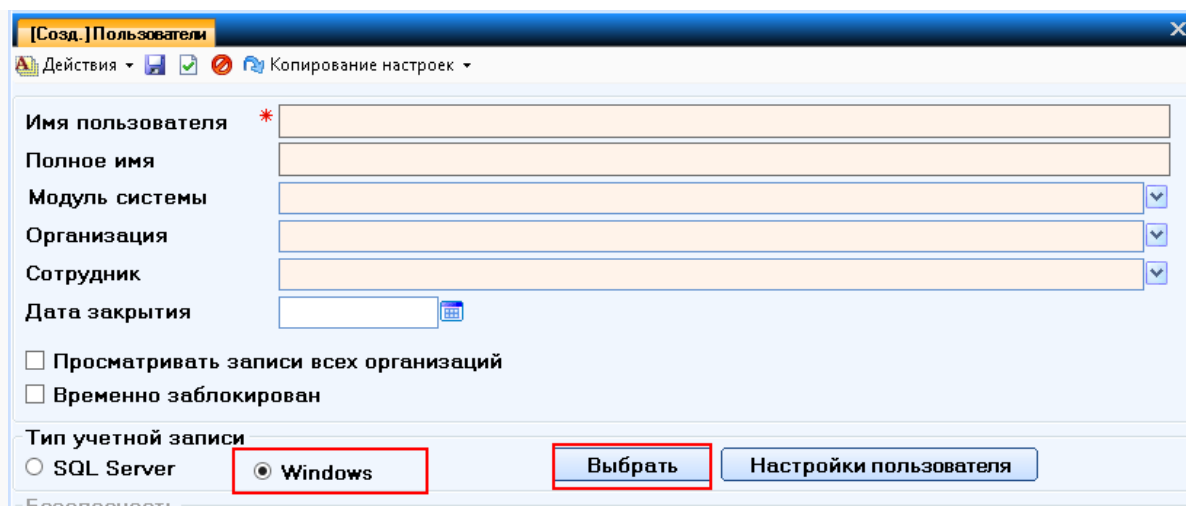 [Созд.]Пользователи
Действия Копирование настроек
Имя пользователя *
Полное имя
Модуль системы
Организация
Сотрудник
Дата закрытия
Просматривать записи всех организаций
Временно заблокирован
Тип учетной записи
SQL Server Windows Выбрать Настройки пользователя
Безопасность